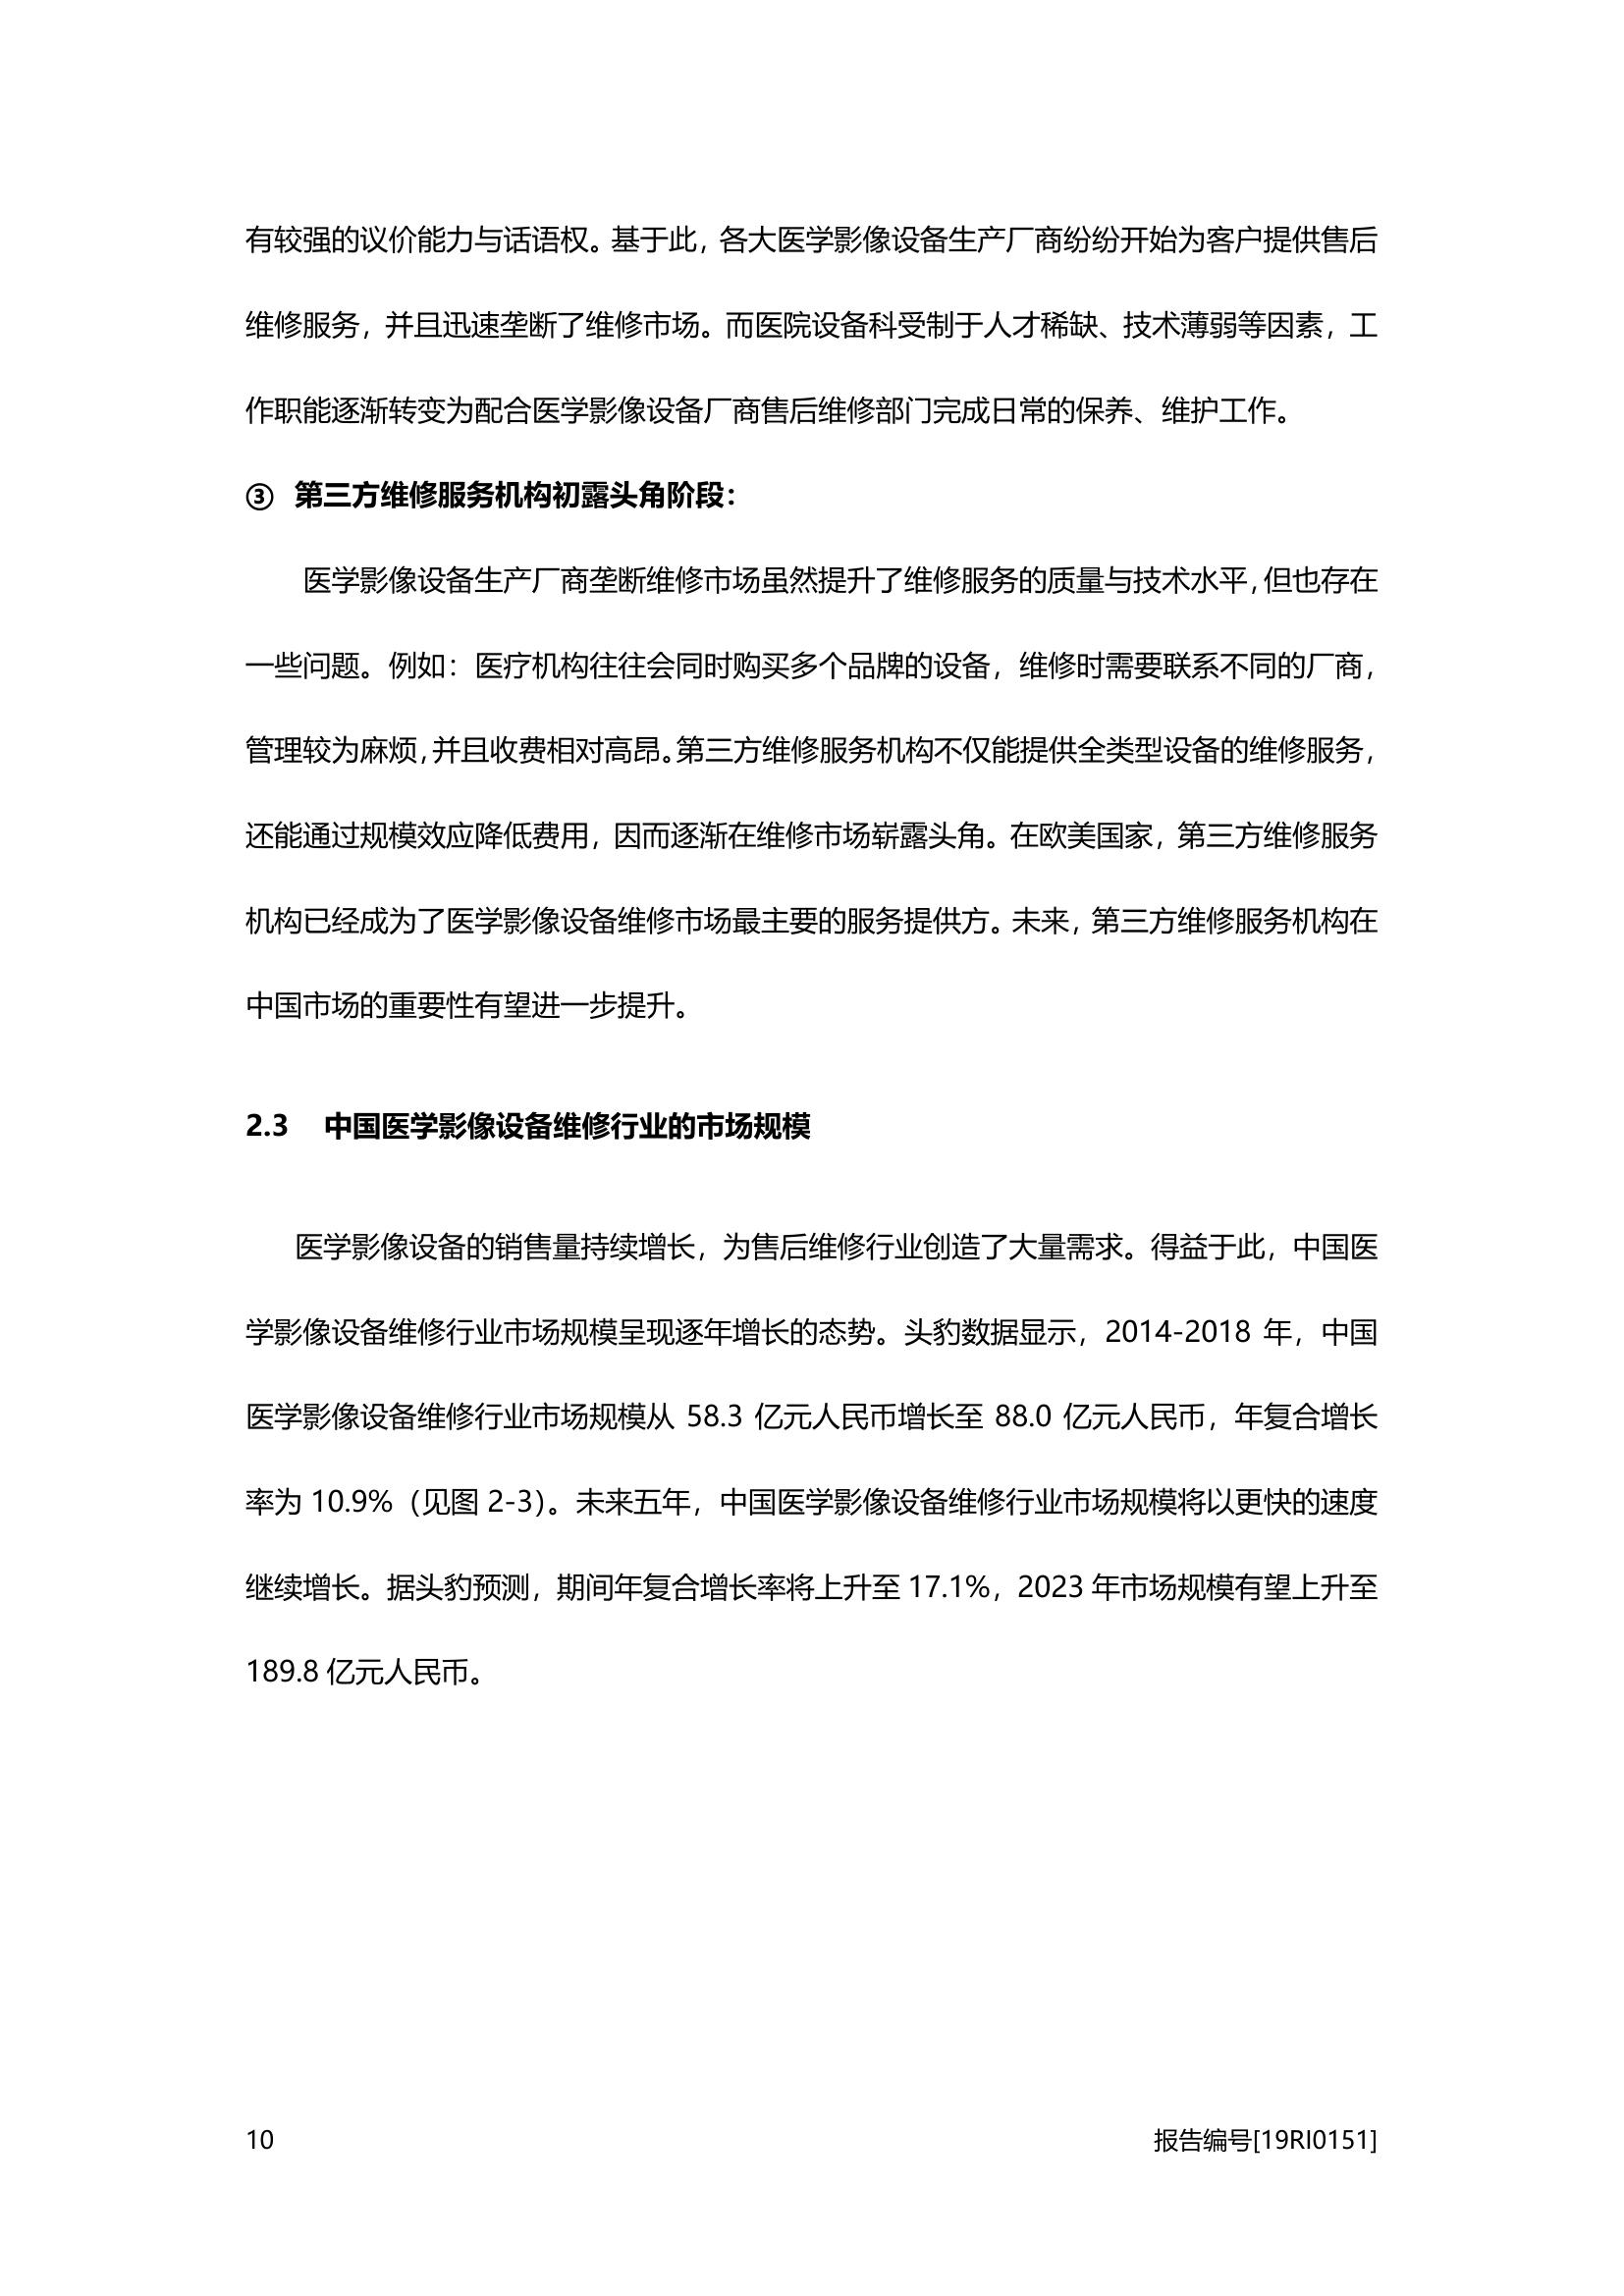 有较强的议价能力与话语权。基于此，各大医学影像设备生产厂商纷纷开始为客户提供售后
维修服务，并且迅速垄断了维修市场。而医院设备科受制于人才稀缺、技术薄弱等因素，工
作职能逐渐转变为配合医学影像设备厂商售后维修部门完成日常的保养、维护工作。
③ 第三方维修服务机构初露头角阶段：
医学影像设备生产厂商垄断维修市场虽然提升了维修服务的质量与技术水平，但也存在
一些问题。例如：医疗机构往往会同时购买多个品牌的设备，维修时需要联系不同的厂商，
管理较为麻烦，并且收费相对高昂。第三方维修服务机构不仅能提供全类型设备的维修服务，
还能通过规模效应降低费用，因而逐渐在维修市场崭露头角。在欧美国家，第三方维修服务
机构已经成为了医学影像设备维修市场最主要的服务提供方。未来，第三方维修服务机构在
中国市场的重要性有望进一步提升。
2.3 中国医学影像设备维修行业的市场规模
医学影像设备的销售量持续增长，为售后维修行业创造了大量需求。得益于此，中国医
学影像设备维修行业市场规模呈现逐年增长的态势。头豹数据显示，2014-2018 年，中国
医学影像设备维修行业市场规模从 58.3 亿元人民币增长至 88.0 亿元人民币，年复合增长
率为 10.9%（见图 2-3）。未来五年，中国医学影像设备维修行业市场规模将以更快的速度
继续增长。据头豹预测，期间年复合增长率将上升至 17.1%，2023 年市场规模有望上升至
189.8 亿元人民币。
10 报告编号[19RI0151]